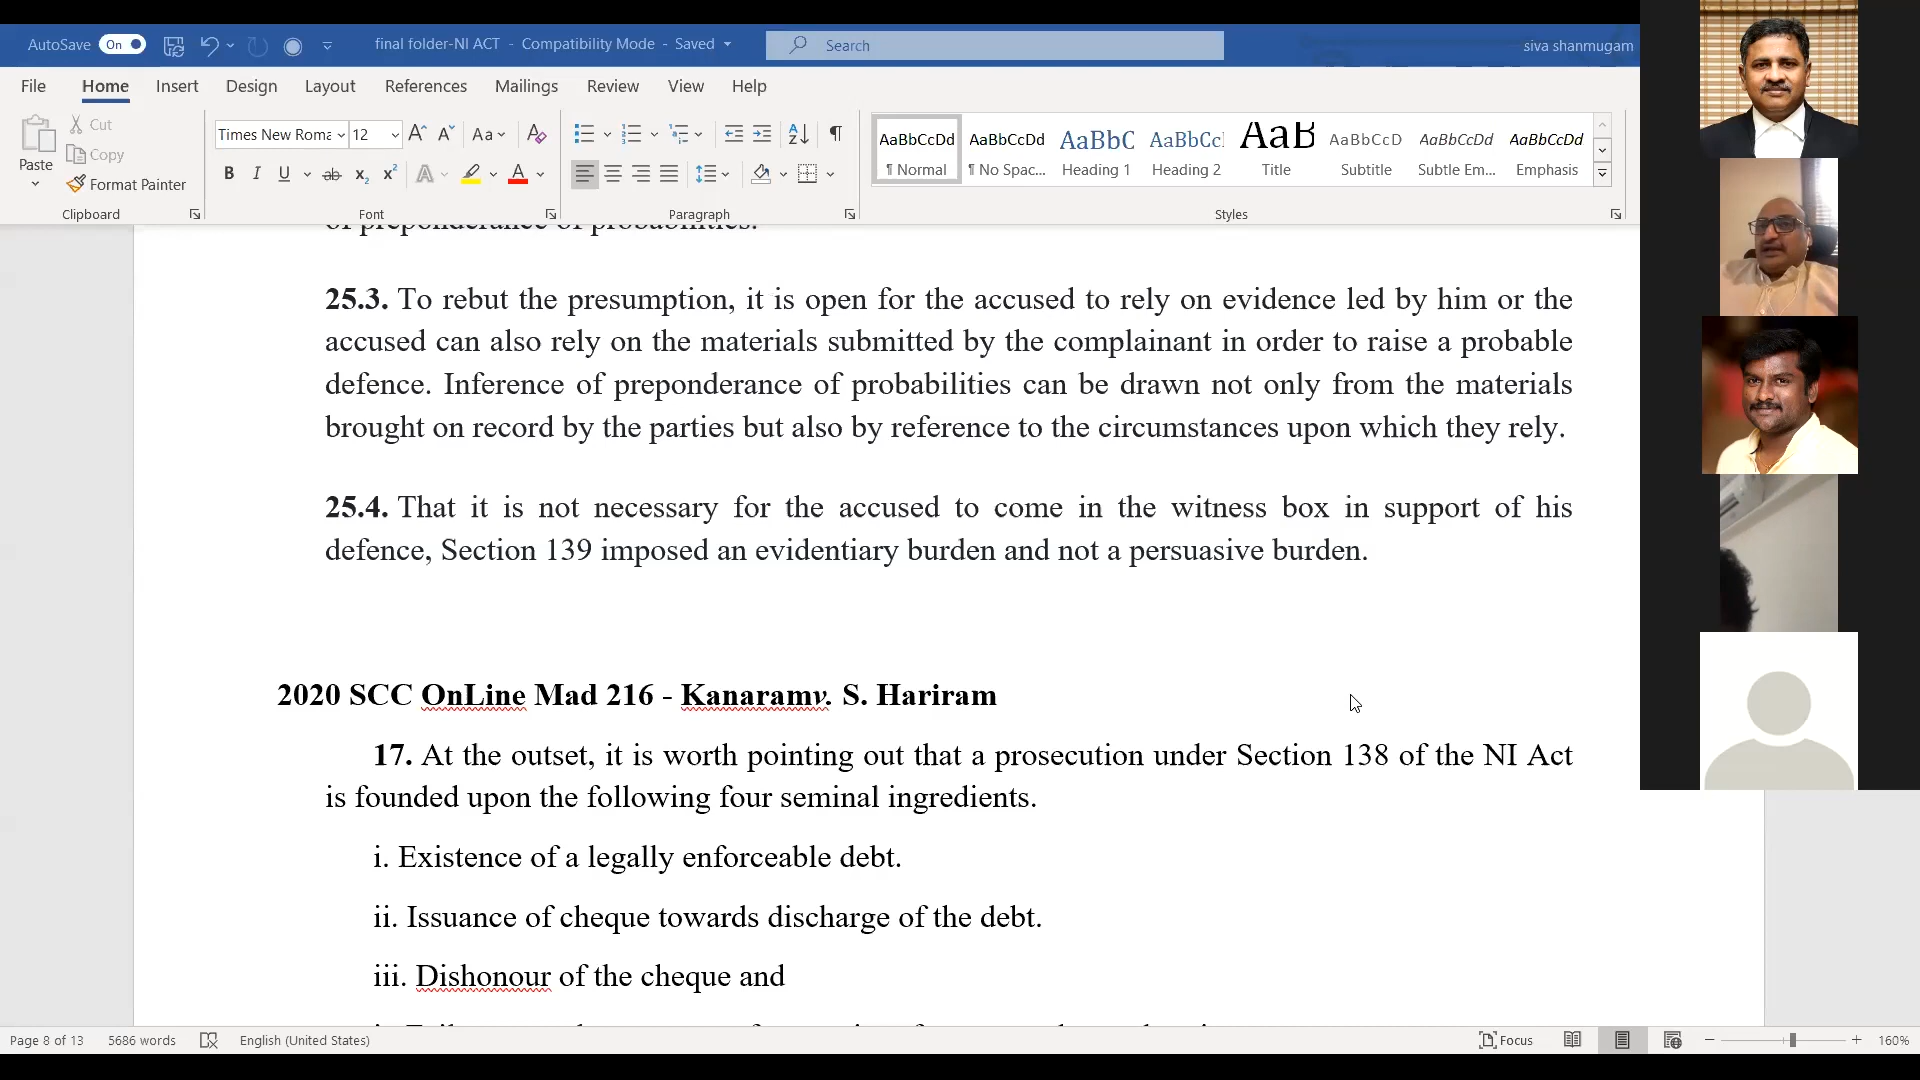 AutoSave On final folder-NI ACT - Compatibility Mode - Saved Search siva shanmugam
File Home Insert Design Layout References Mailings Review View Help
Paste Cut Copy Format Painter
Times New Roma 12 Aa
B I U ab x₂ x² A A
AaBbCcDd AaBbCcDd AaBbC AaBbCcl AaB AaBbCcD AaBbCcDd AaBbCcDd
¶ Normal ¶ No Spac... Heading 1 Heading 2 Title Subtitle Subtle Em... Emphasis
Clipboard Font Paragraph Styles
of preponderance of probabilities.
25.3. To rebut the presumption, it is open for the accused to rely on evidence led by him or the
accused can also rely on the materials submitted by the complainant in order to raise a probable
defence. Inference of preponderance of probabilities can be drawn not only from the materials
brought on record by the parties but also by reference to the circumstances upon which they rely.
25.4. That it is not necessary for the accused to come in the witness box in support of his
defence, Section 139 imposed an evidentiary burden and not a persuasive burden.
2020 SCC OnLine Mad 216 - Kanaramv. S. Hariram
17. At the outset, it is worth pointing out that a prosecution under Section 138 of the NI Act
is founded upon the following four seminal ingredients.
i. Existence of a legally enforceable debt.
ii. Issuance of cheque towards discharge of the debt.
iii. Dishonour of the cheque and
Page 8 of 13 5686 words English (United States) Focus 160%